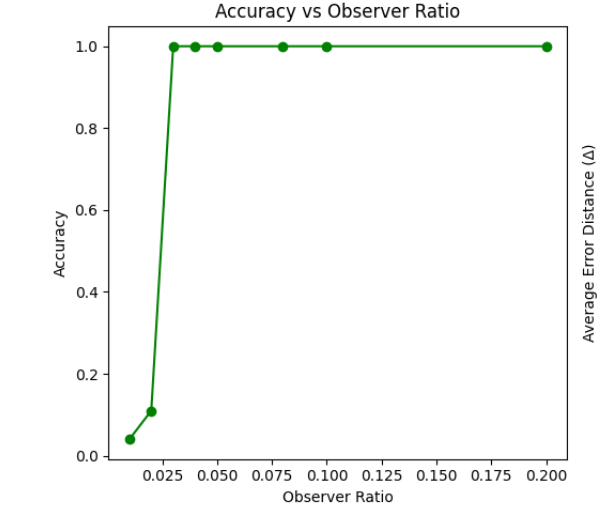 Accuracy vs Observer Ratio
1.0
0.8
0.6
0.4
0.2
0.0
Accuracy
0.025 0.050 0.075 0.100 0.125 0.150 0.175 0.200
Observer Ratio
Average Error Distance (Δ)